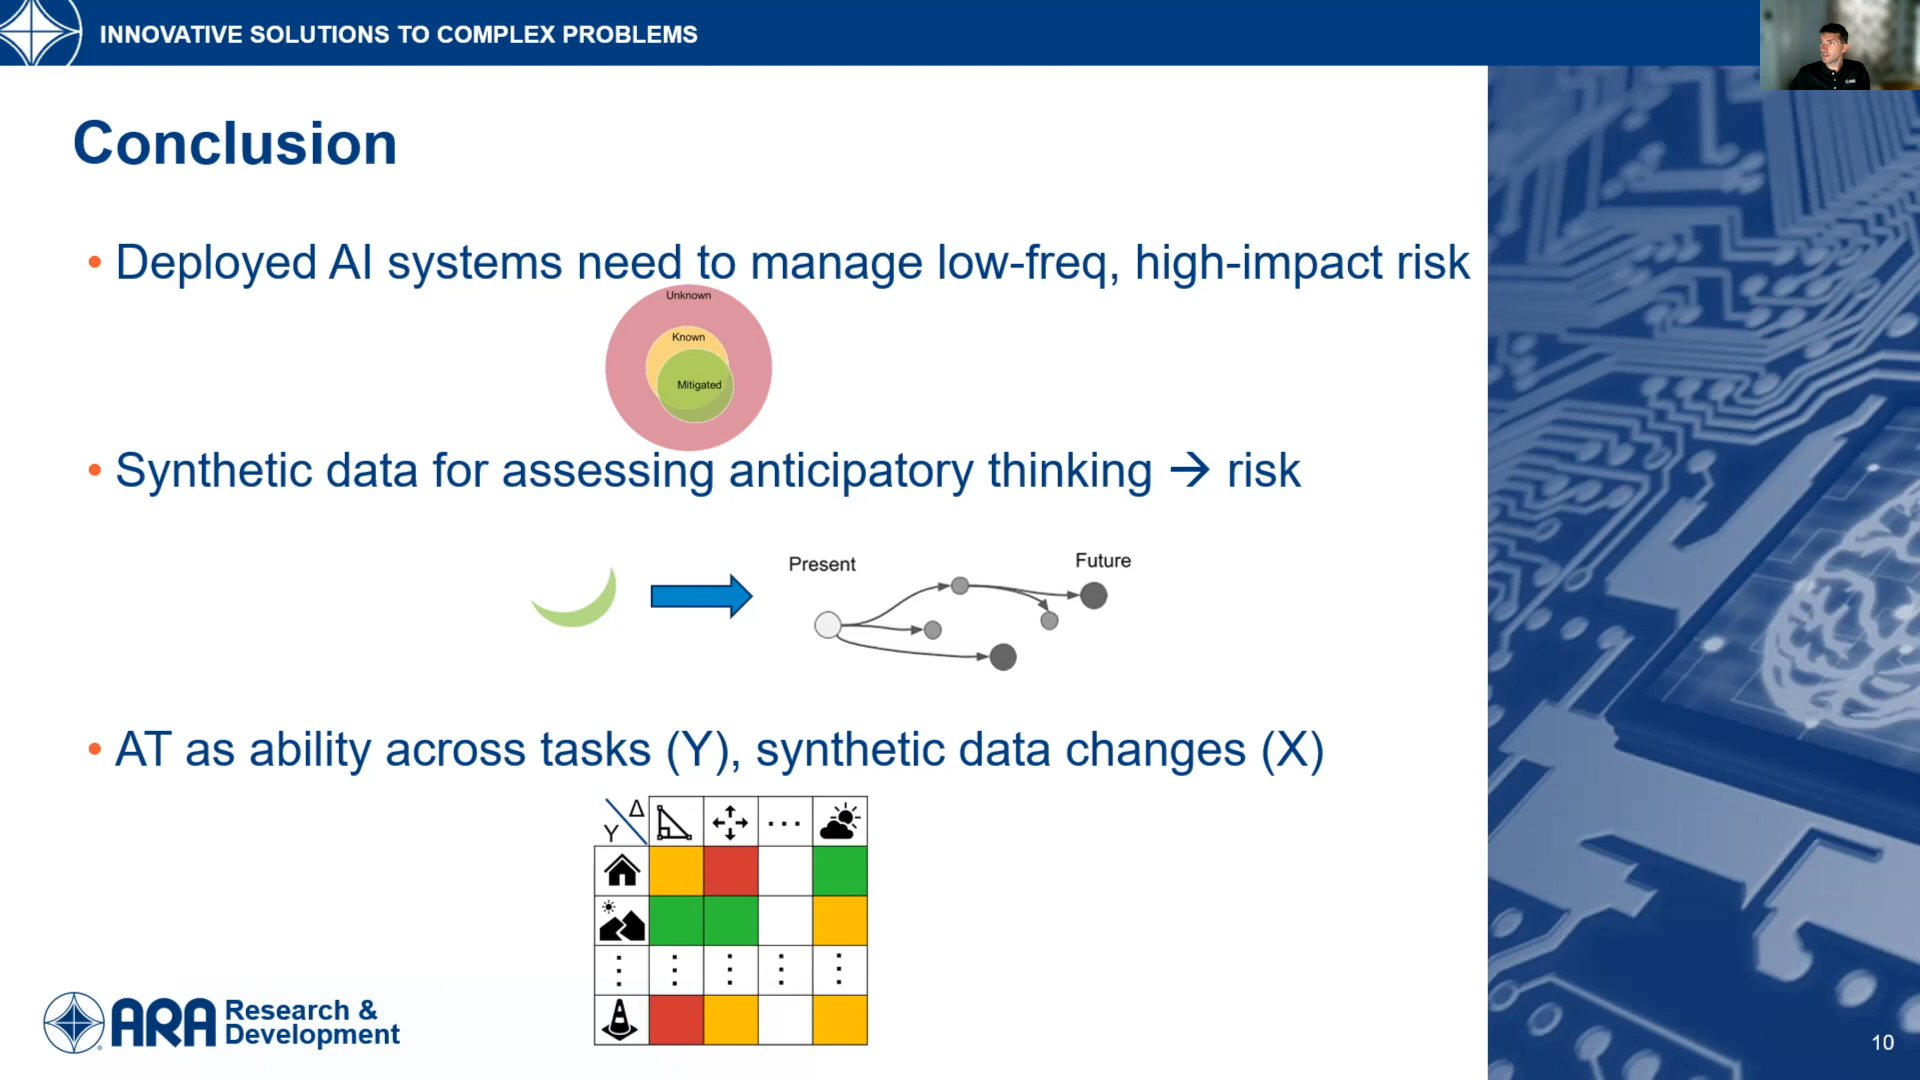 INNOVATIVE SOLUTIONS TO COMPLEX PROBLEMS
Conclusion
• Deployed AI systems need to manage low-freq, high-impact risk
Unknown
Known
Mitigated
• Synthetic data for assessing anticipatory thinking → risk
Present
Future
• AT as ability across tasks (Y), synthetic data changes (X)
Δ
Y
ARA Research &
Development
10